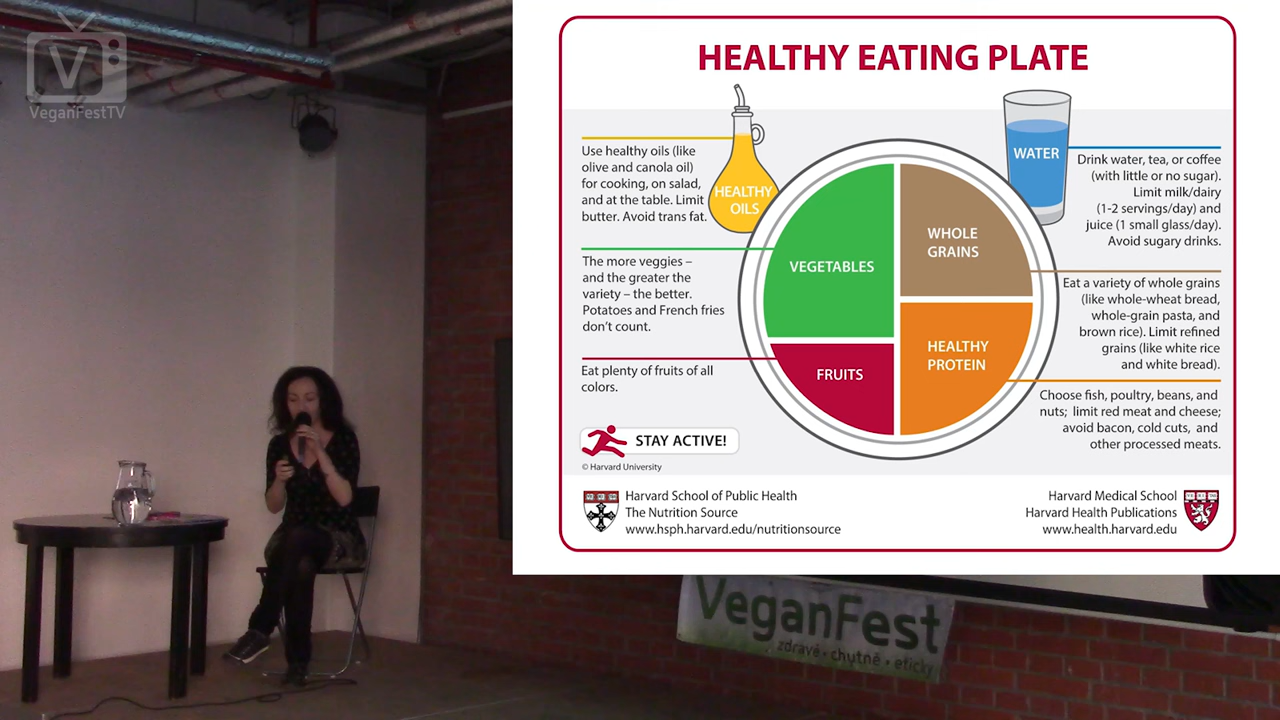 V
VeganFestTV
HEALTHY EATING PLATE
Use healthy oils (like
olive and canola oil)
for cooking, on salad,
and at the table. Limit
butter. Avoid trans fat.
HEALTHY
OILS
The more veggies –
and the greater the
variety – the better.
Potatoes and French fries
don't count.
Eat plenty of fruits of all
colors.
VEGETABLES
FRUITS
WHOLE
GRAINS
HEALTHY
PROTEIN
WATER
Drink water, tea, or coffee
(with little or no sugar).
Limit milk/dairy
(1-2 servings/day) and
juice (1 small glass/day).
Avoid sugary drinks.
Eat a variety of whole grains
(like whole-wheat bread,
whole-grain pasta, and
brown rice). Limit refined
grains (like white rice
and white bread).
Choose fish, poultry, beans, and
nuts; limit red meat and cheese;
avoid bacon, cold cuts, and
other processed meats.
STAY ACTIVE!
© Harvard University
Harvard School of Public Health
The Nutrition Source
www.hsph.harvard.edu/nutritionsource
Harvard Medical School
Harvard Health Publications
www.health.harvard.edu
VeganFest
zdravě • chutně • eticky